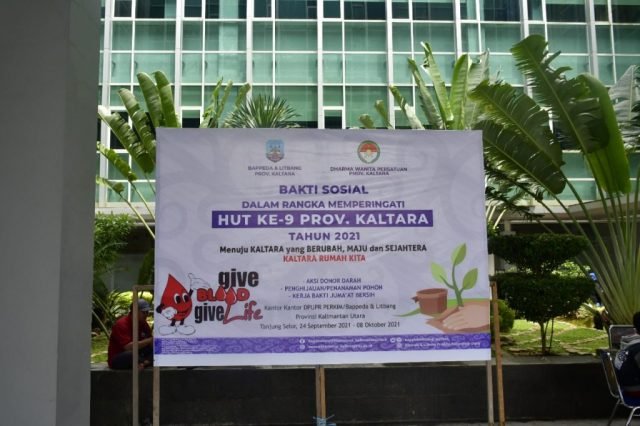 BAPPEDA & LITBANG
PROV. KALTARA
DHARMA WANITA PERSATUAN
PROV. KALTARA
BAKTI SOSIAL
DALAM RANGKA MEMPERINGATI
HUT KE-9 PROV. KALTARA
TAHUN 2021
Menuju KALTARA yang BERUBAH, MAJU dan SEJAHTERA
KALTARA RUMAH KITA
give
BLOOD
give Life
- AKSI DONOR DARAH
- PENGHIJAUAN/PENANAMAN POHON
- KERJA BAKTI JUMA'AT BERSIH
Kantor Kantor DPUPR PERKIM/Bappeda & Litbang
Provinsi Kalimantan Utara
Tanjung Selor, 24 September 2021 - 08 Oktober 2021